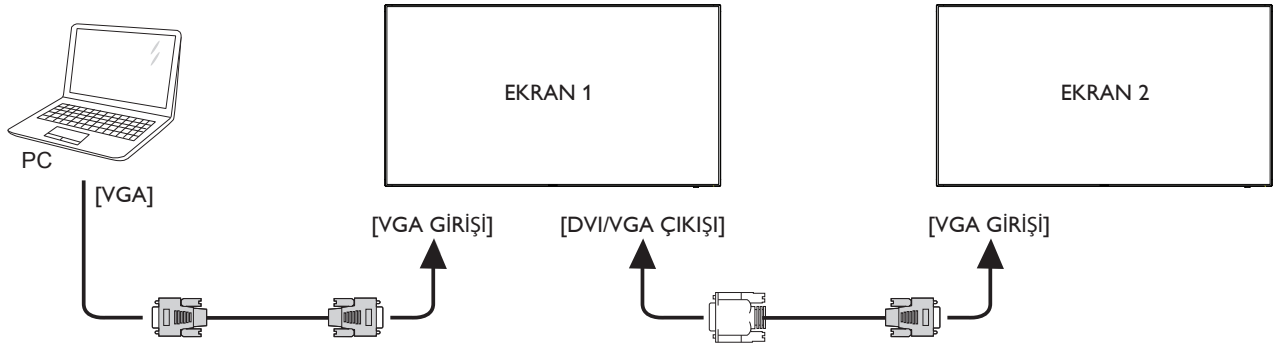 EKRAN 1
EKRAN 2
PC
[VGA]
[VGA GİRİŞİ]
[DVI/VGA ÇIKIŞI]
[VGA GİRİŞİ]